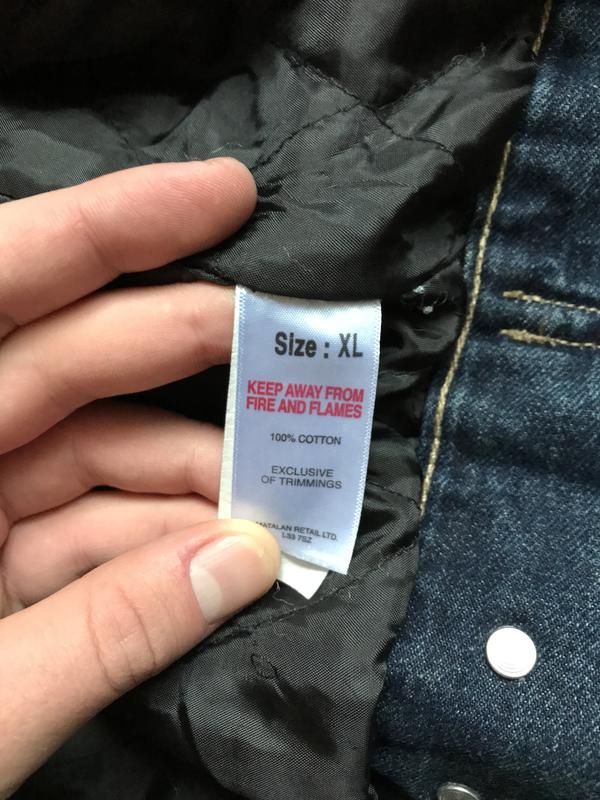 Size : XL
KEEP AWAY FROM
FIRE AND FLAMES
100% COTTON
EXCLUSIVE
OF TRIMMINGS
MATALAN RETAIL LTD.
L33 7SZ